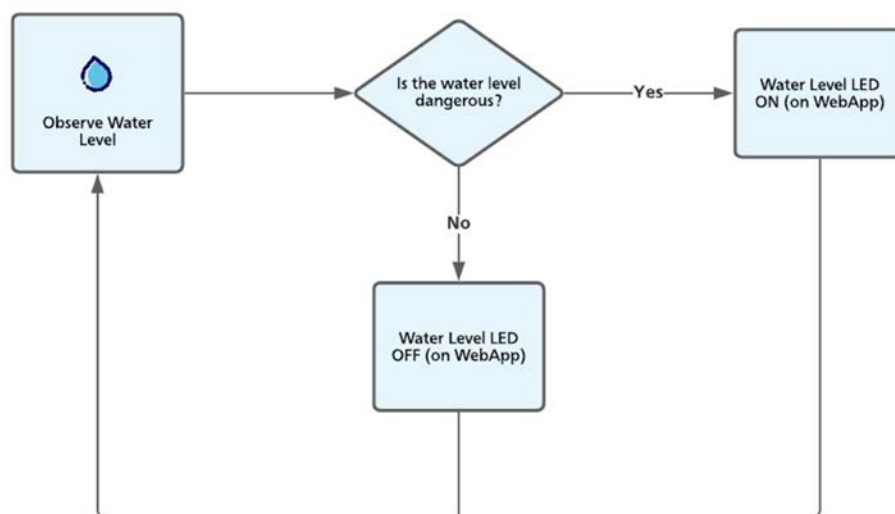 Observe Water
Level
Is the water level
dangerous?
Yes
Water Level LED
ON (on WebApp)
No
Water Level LED
OFF (on WebApp)